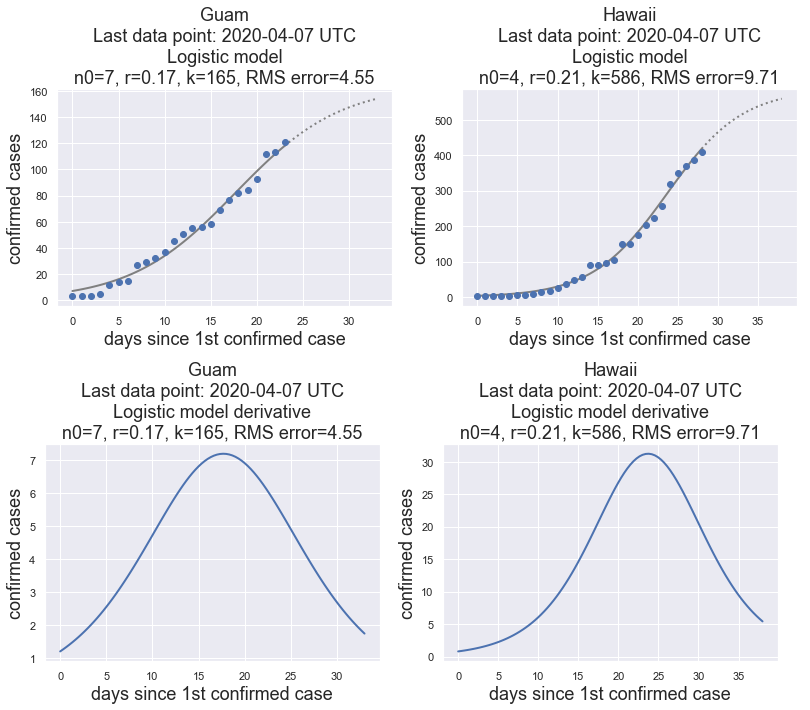 Guam
Last data point: 2020-04-07 UTC
Logistic model
n0=7, r=0.17, k=165, RMS error=4.55
160
140
120
100
80
60
40
20
0
confirmed cases
0 5 10 15 20 25 30
days since 1st confirmed case
Hawaii
Last data point: 2020-04-07 UTC
Logistic model
n0=4, r=0.21, k=586, RMS error=9.71
500
400
300
200
100
0
confirmed cases
0 5 10 15 20 25 30 35
days since 1st confirmed case
Guam
Last data point: 2020-04-07 UTC
Logistic model derivative
n0=7, r=0.17, k=165, RMS error=4.55
7
6
5
4
3
2
1
confirmed cases
0 5 10 15 20 25 30
days since 1st confirmed case
Hawaii
Last data point: 2020-04-07 UTC
Logistic model derivative
n0=4, r=0.21, k=586, RMS error=9.71
30
25
20
15
10
5
0
confirmed cases
0 5 10 15 20 25 30 35
days since 1st confirmed case